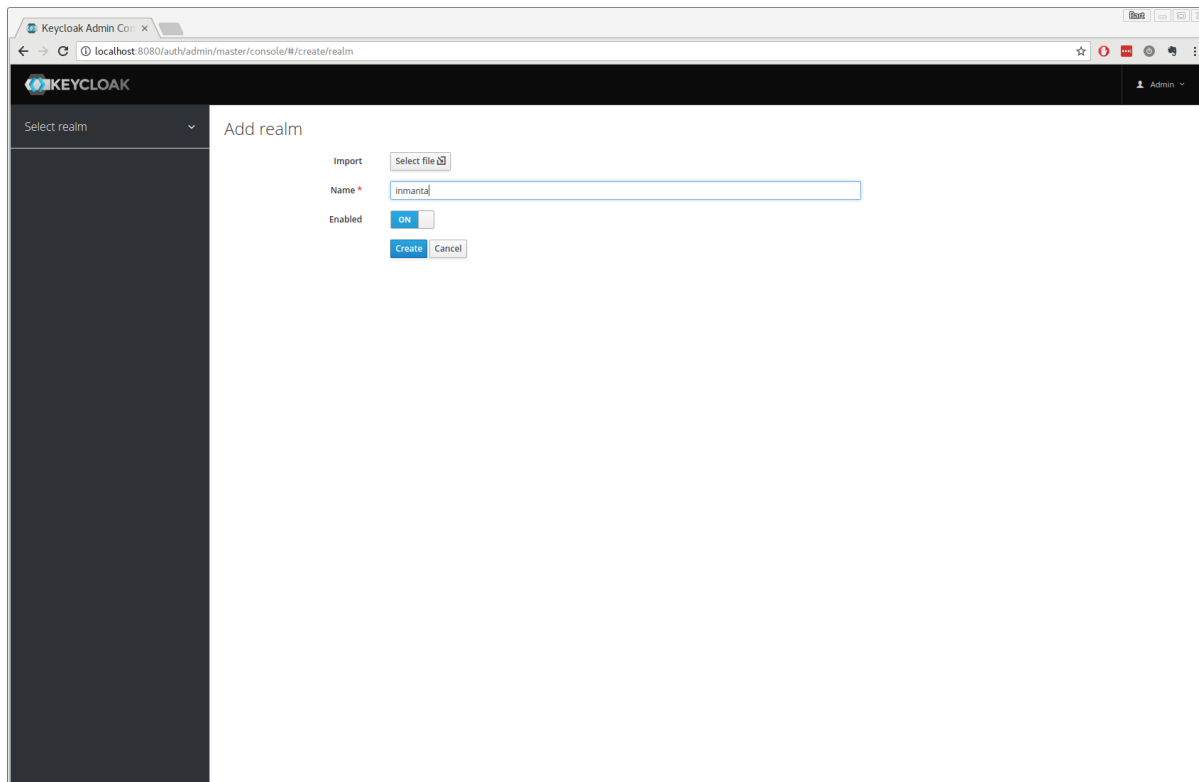 Bart
Keycloak Admin Con
localhost:8080/auth/admin/master/console/#/create/realm
KEYCLOAK
Admin
Select realm
Add realm
Import Select file
Name * inmanta
Enabled ON
Create Cancel